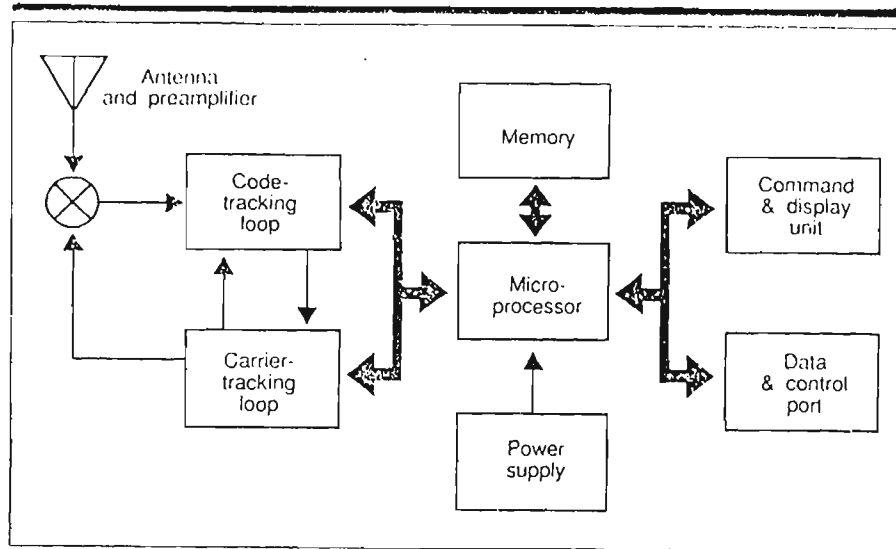 Antenna
and preamplifier
Code-
tracking
loop
Carrier-
tracking
loop
Memory
Micro-
processor
Power
supply
Command
& display
unit
Data
& control
port